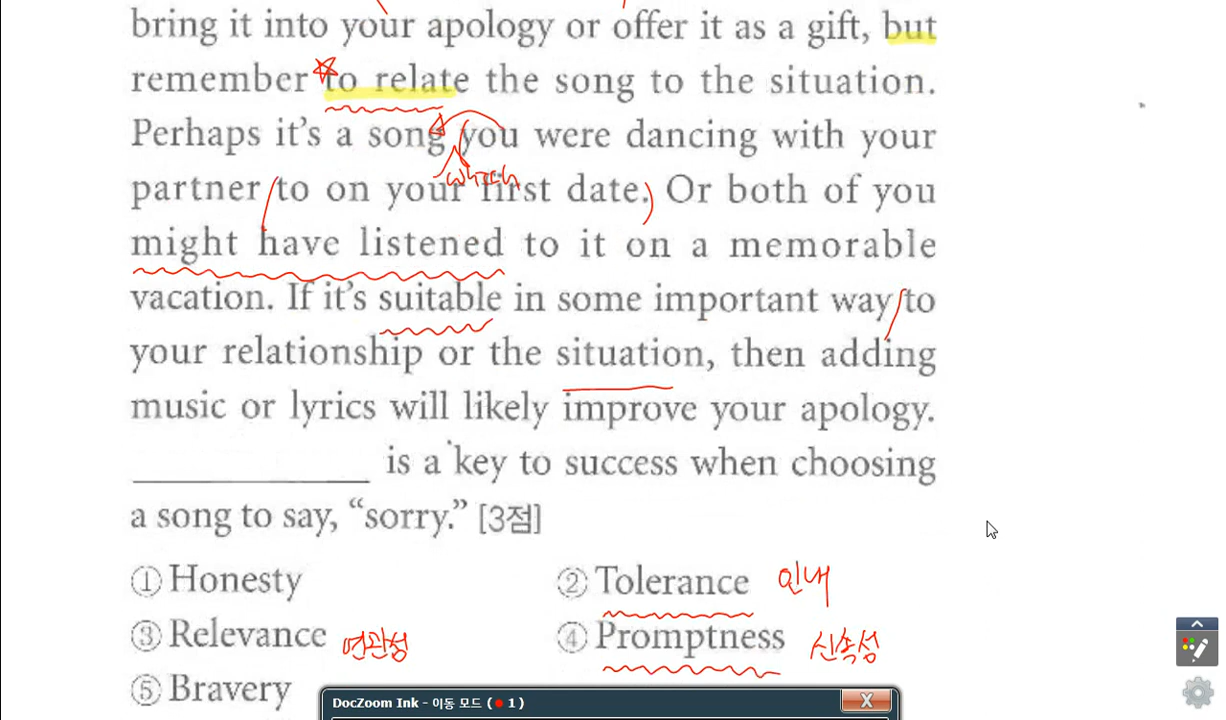 bring it into your apology or offer it as a gift, but
remember to relate the song to the situation.
Perhaps it's a song you were dancing with your
which
partner to on your first date. Or both of you
might have listened to it on a memorable
vacation. If it's suitable in some important way to
your relationship or the situation, then adding
music or lyrics will likely improve your apology.
____________ is a key to success when choosing
a song to say, “sorry.” [3점]
① Honesty ② Tolerance 인내
③ Relevance 연관성 ④ Promptness 신속성
⑤ Bravery
DocZoom Ink - 이동 모드 ( ● 1 ) X